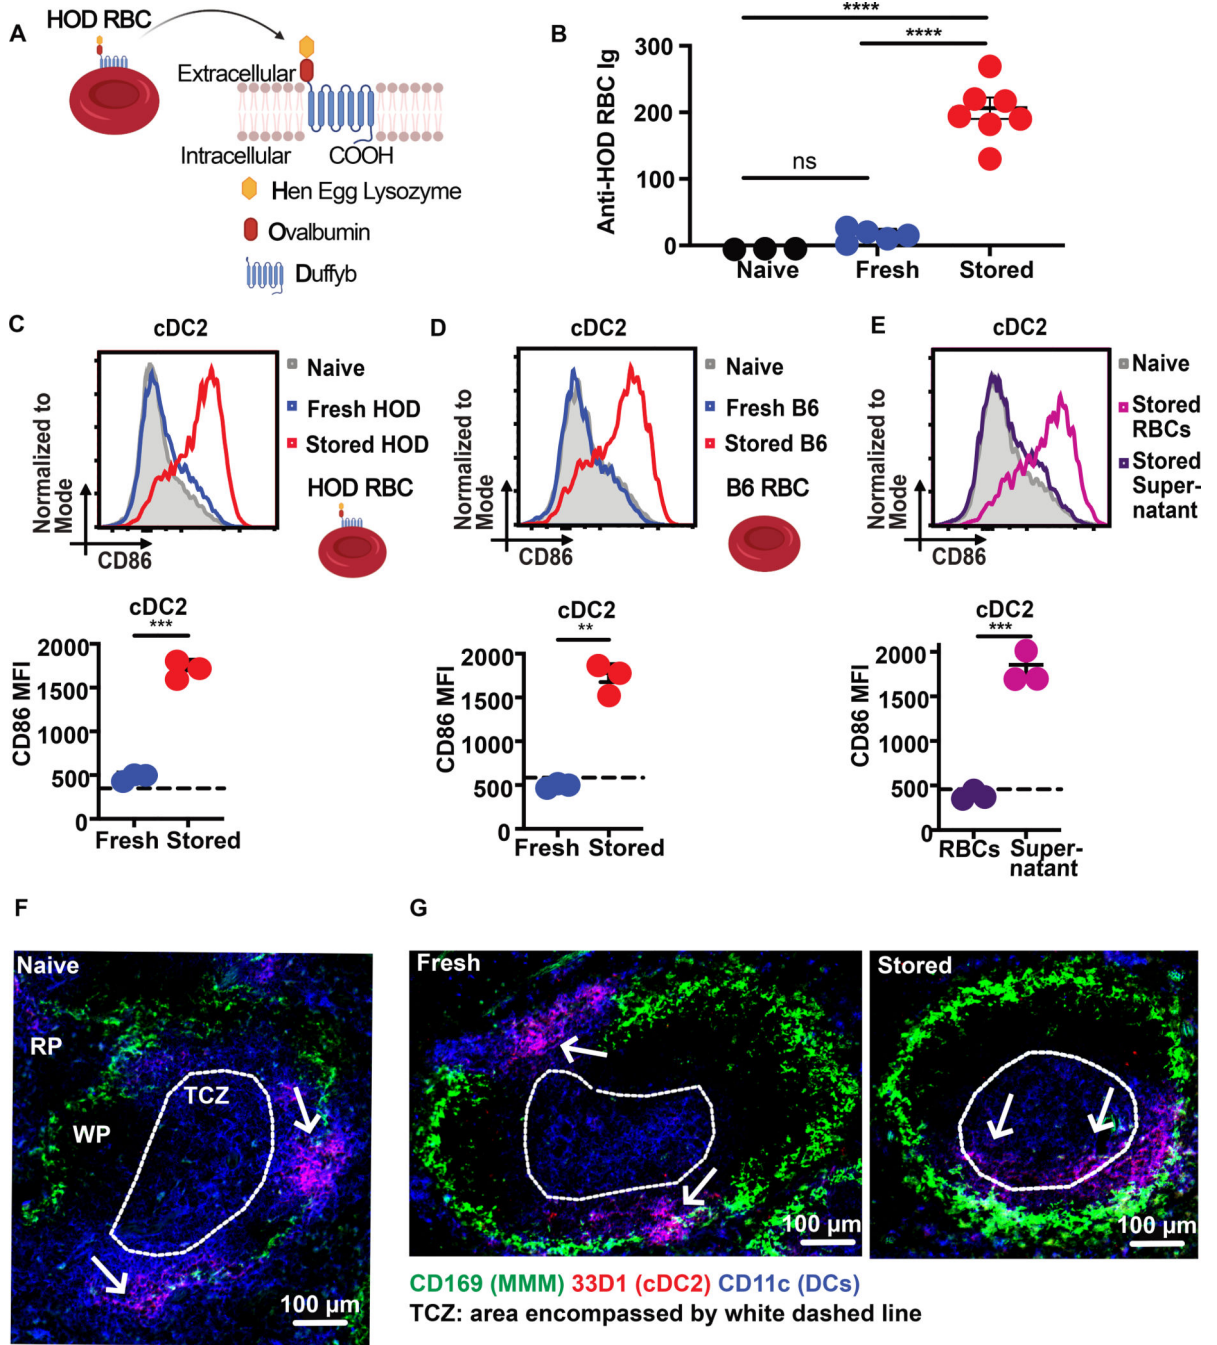 A
HOD RBC
Extracellular
Intracellular
COOH
Hen Egg Lysozyme
Ovalbumin
Duffyb
B
****
****
ns
Anti-HOD RBC Ig
300
200
100
0
Naive
Fresh
Stored
C
cDC2
Normalized to
Mode
CD86
Naive
Fresh HOD
Stored HOD
HOD RBC
cDC2
***
CD86 MFI
2000
1500
1000
500
0
Fresh Stored
D
cDC2
Normalized to
Mode
CD86
Naive
Fresh B6
Stored B6
B6 RBC
cDC2
**
CD86 MFI
2000
1500
1000
500
0
Fresh Stored
E
cDC2
Normalized to
Mode
CD86
Naive
Stored
RBCs
Stored
Super-
natant
cDC2
***
CD86 MFI
2000
1500
1000
500
0
RBCs Super-
natant
F
Naive
RP
TCZ
WP
100 µm
G
Fresh
100 µm
Stored
100 µm
CD169 (MMM) 33D1 (cDC2) CD11c (DCs)
TCZ: area encompassed by white dashed line